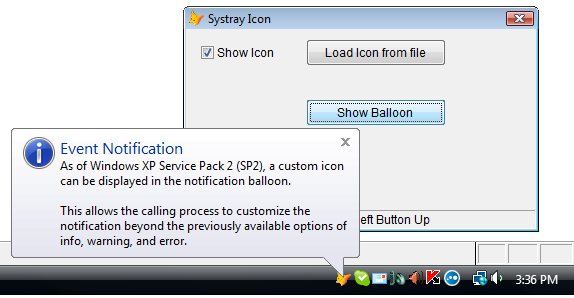 Systray Icon
Show Icon
Load Icon from file
Show Balloon
Event Notification
As of Windows XP Service Pack 2 (SP2), a custom icon
can be displayed in the notification balloon.
This allows the calling process to customize the
notification beyond the previously available options of
info, warning, and error.
Button Up
3:36 PM